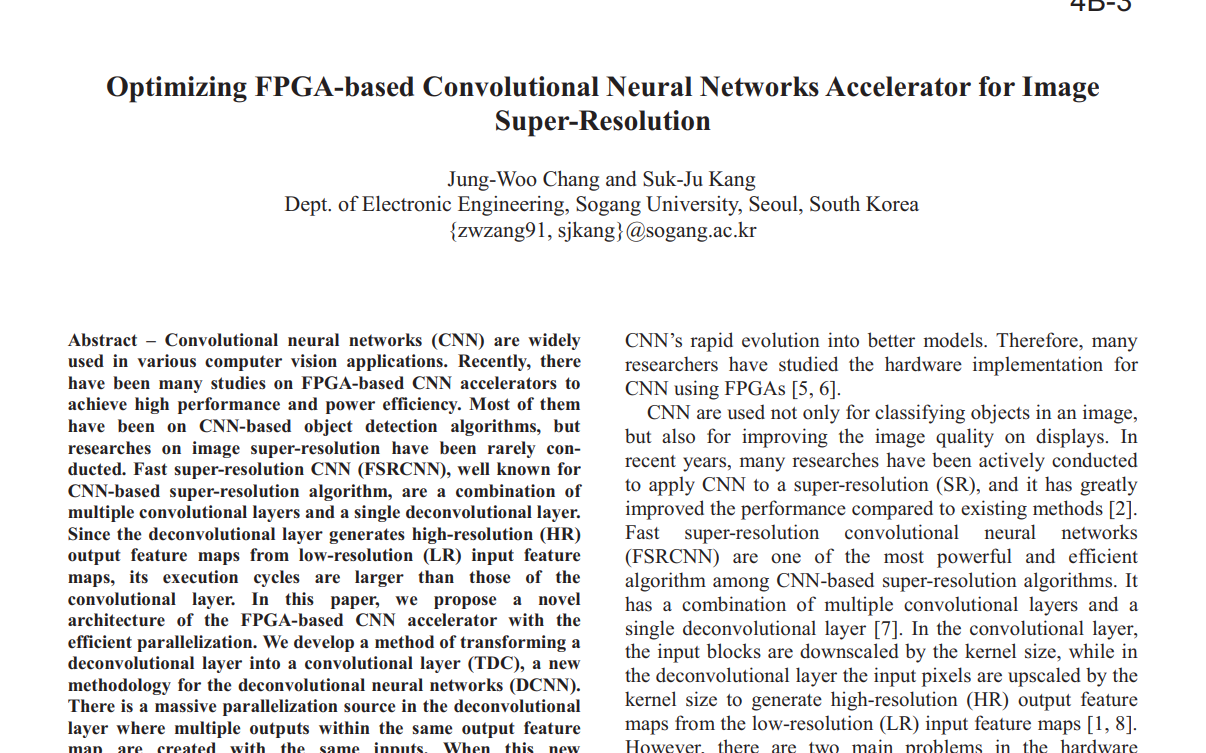 4B-3
Optimizing FPGA-based Convolutional Neural Networks Accelerator for Image
Super-Resolution
Jung-Woo Chang and Suk-Ju Kang
Dept. of Electronic Engineering, Sogang University, Seoul, South Korea
{zwzang91, sjkang}@sogang.ac.kr
Abstract – Convolutional neural networks (CNN) are widely
used in various computer vision applications. Recently, there
have been many studies on FPGA-based CNN accelerators to
achieve high performance and power efficiency. Most of them
have been on CNN-based object detection algorithms, but
researches on image super-resolution have been rarely con-
ducted. Fast super-resolution CNN (FSRCNN), well known for
CNN-based super-resolution algorithm, are a combination of
multiple convolutional layers and a single deconvolutional layer.
Since the deconvolutional layer generates high-resolution (HR)
output feature maps from low-resolution (LR) input feature
maps, its execution cycles are larger than those of the
convolutional layer. In this paper, we propose a novel
architecture of the FPGA-based CNN accelerator with the
efficient parallelization. We develop a method of transforming a
deconvolutional layer into a convolutional layer (TDC), a new
methodology for the deconvolutional neural networks (DCNN).
There is a massive parallelization source in the deconvolutional
layer where multiple outputs within the same output feature
map are created with the same inputs. When this new
CNN's rapid evolution into better models. Therefore, many
researchers have studied the hardware implementation for
CNN using FPGAs [5, 6].
CNN are used not only for classifying objects in an image,
but also for improving the image quality on displays. In
recent years, many researches have been actively conducted
to apply CNN to a super-resolution (SR), and it has greatly
improved the performance compared to existing methods [2].
Fast super-resolution convolutional neural networks
(FSRCNN) are one of the most powerful and efficient
algorithm among CNN-based super-resolution algorithms. It
has a combination of multiple convolutional layers and a
single deconvolutional layer [7]. In the convolutional layer,
the input blocks are downscaled by the kernel size, while in
the deconvolutional layer the input pixels are upscaled by the
kernel size to generate high-resolution (HR) output feature
maps from the low-resolution (LR) input feature maps [1, 8].
However, there are two main problems in the hardware